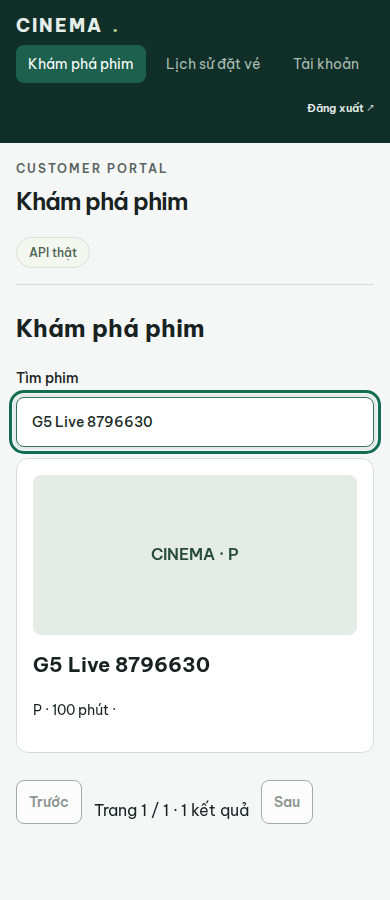 CINEMA .
Khám phá phim Lịch sử đặt vé Tài khoản
Đăng xuất ↗
CUSTOMER PORTAL
Khám phá phim
API thật
Khám phá phim
Tìm phim
G5 Live 8796630
CINEMA · P
G5 Live 8796630
P · 100 phút ·
Trước Trang 1 / 1 · 1 kết quả Sau